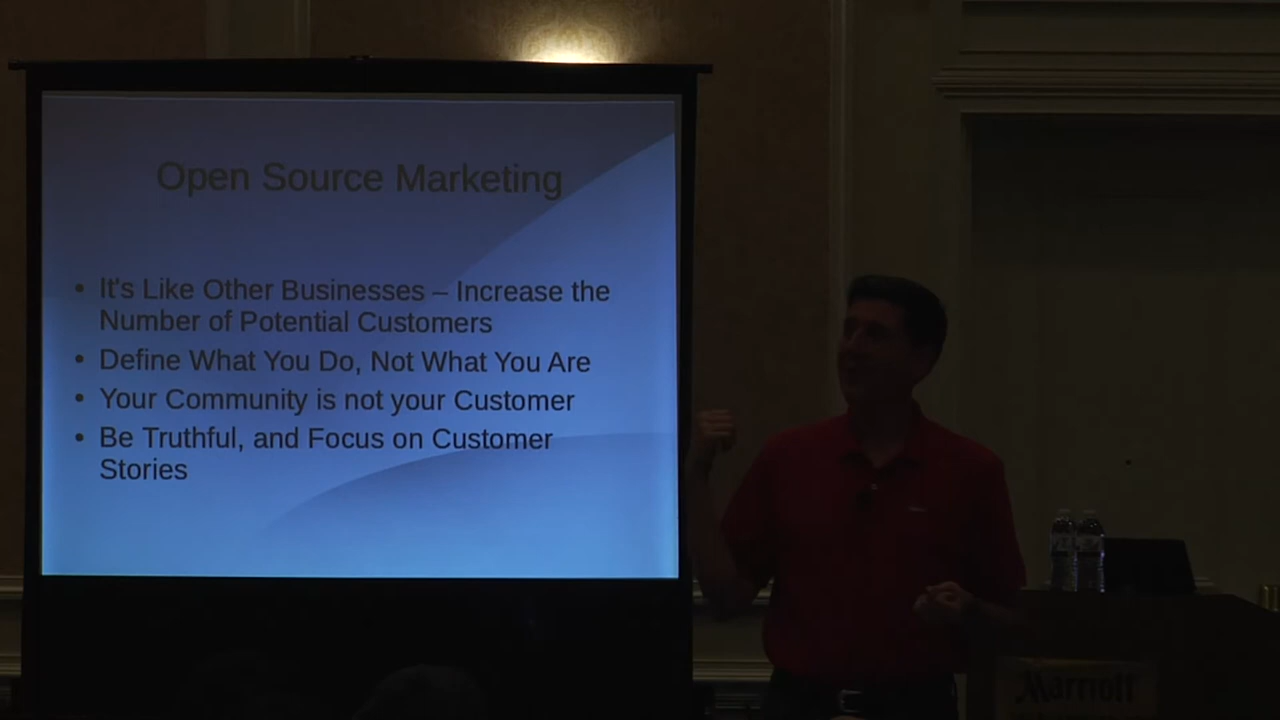 Open Source Marketing
• It's Like Other Businesses – Increase the
Number of Potential Customers
• Define What You Do, Not What You Are
• Your Community is not your Customer
• Be Truthful, and Focus on Customer
Stories
Marriott